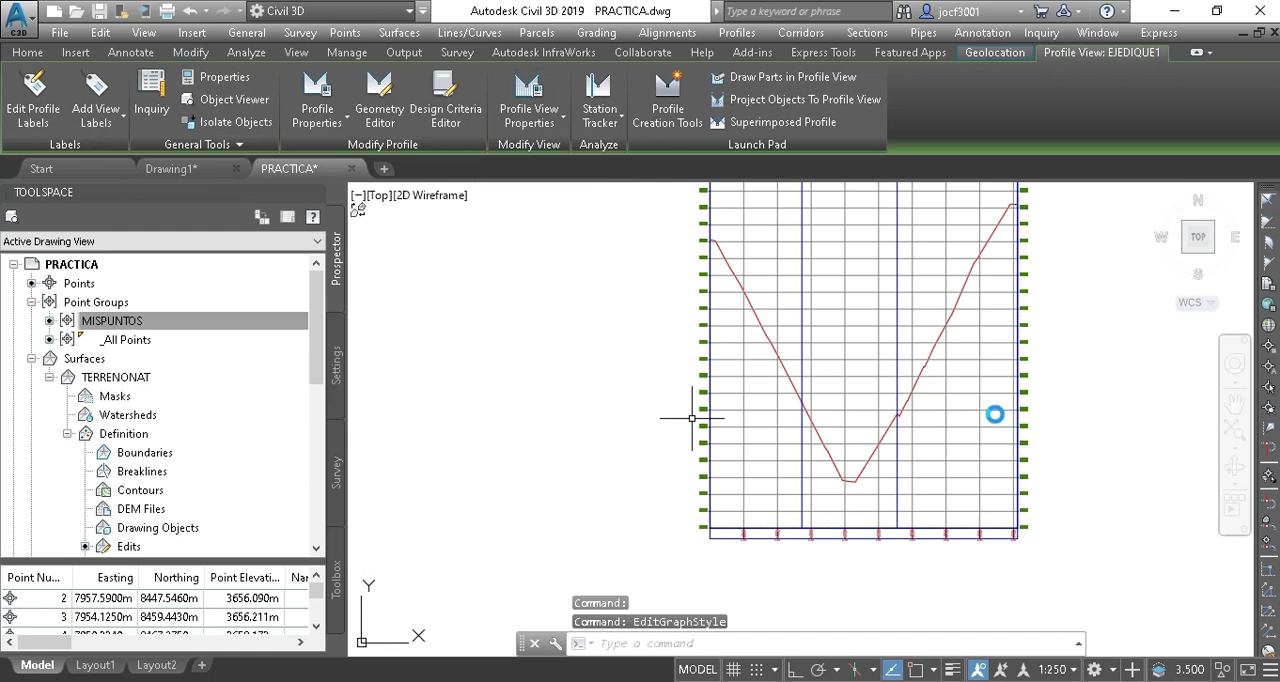 Civil 3D
Autodesk Civil 3D 2019 PRACTICA.dwg
Type a keyword or phrase
jocf3001
C3D
File Edit View Insert General Survey Points Surfaces Lines/Curves Parcels Grading Alignments Profiles Corridors Sections Pipes Annotation Inquiry Window Express
Home Insert Annotate Modify Analyze View Manage Output Survey Autodesk InfraWorks Collaborate Help Add-ins Express Tools Featured Apps Geolocation Profile View: EJEDIQUE1
Edit Profile Labels
Add View Labels
Inquiry
Properties
Object Viewer
Isolate Objects
Profile Properties
Geometry Editor
Design Criteria Editor
Profile View Properties
Station Tracker
Profile Creation Tools
Draw Parts in Profile View
Project Objects To Profile View
Superimposed Profile
Labels General Tools Modify Profile Modify View Analyze Launch Pad
Start Drawing1* PRACTICA*
TOOLSPACE
Active Drawing View
PRACTICA
Points
Point Groups
MISPUNTOS
_All Points
Surfaces
TERRENONAT
Masks
Watersheds
Definition
Boundaries
Breaklines
Contours
DEM Files
Drawing Objects
Edits
Prospector
Settings
Survey
Toolbox
Point Nu... Easting Northing Point Elevati... Nar
2 7957.5900m 8447.5460m 3656.090m
3 7954.1250m 8459.4430m 3656.211m
[−][Top][2D Wireframe]
N
W TOP E
S
WCS
Y
X
Command:
Command: EditGraphStyle
Type a command
Model Layout1 Layout2 +
MODEL 1:250 3.500